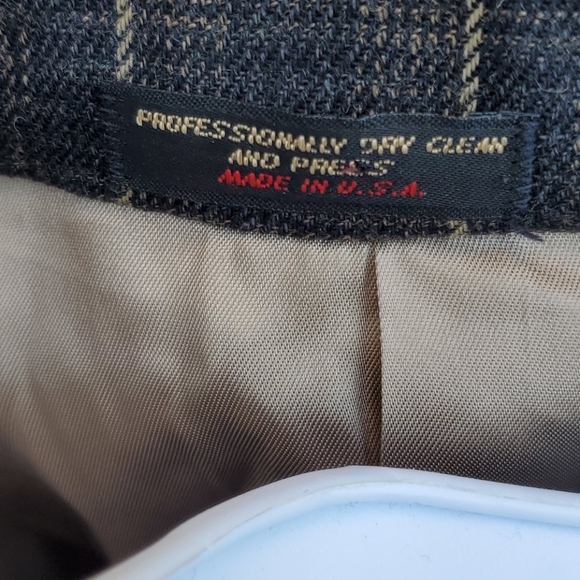 PROFESSIONALLY DRY CLEAN
AND PRESS
MADE IN U.S.A.